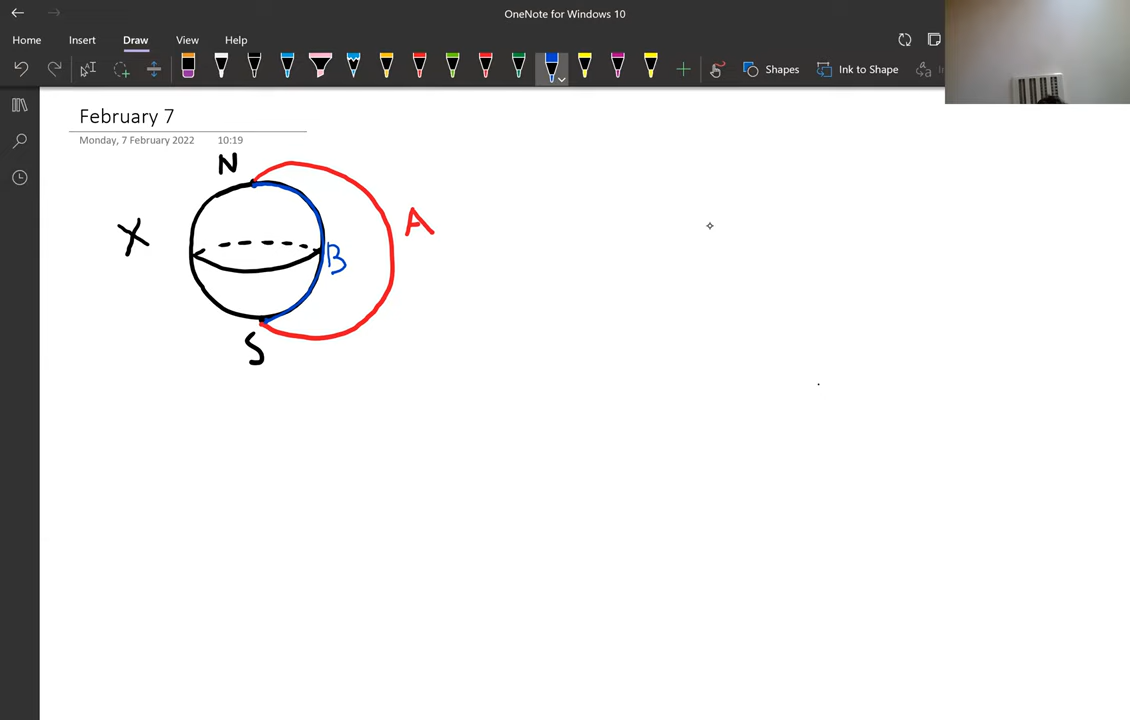 OneNote for Windows 10
Home Insert Draw View Help
Shapes Ink to Shape
February 7
Monday, 7 February 2022 10:19
N
A
X
B
S